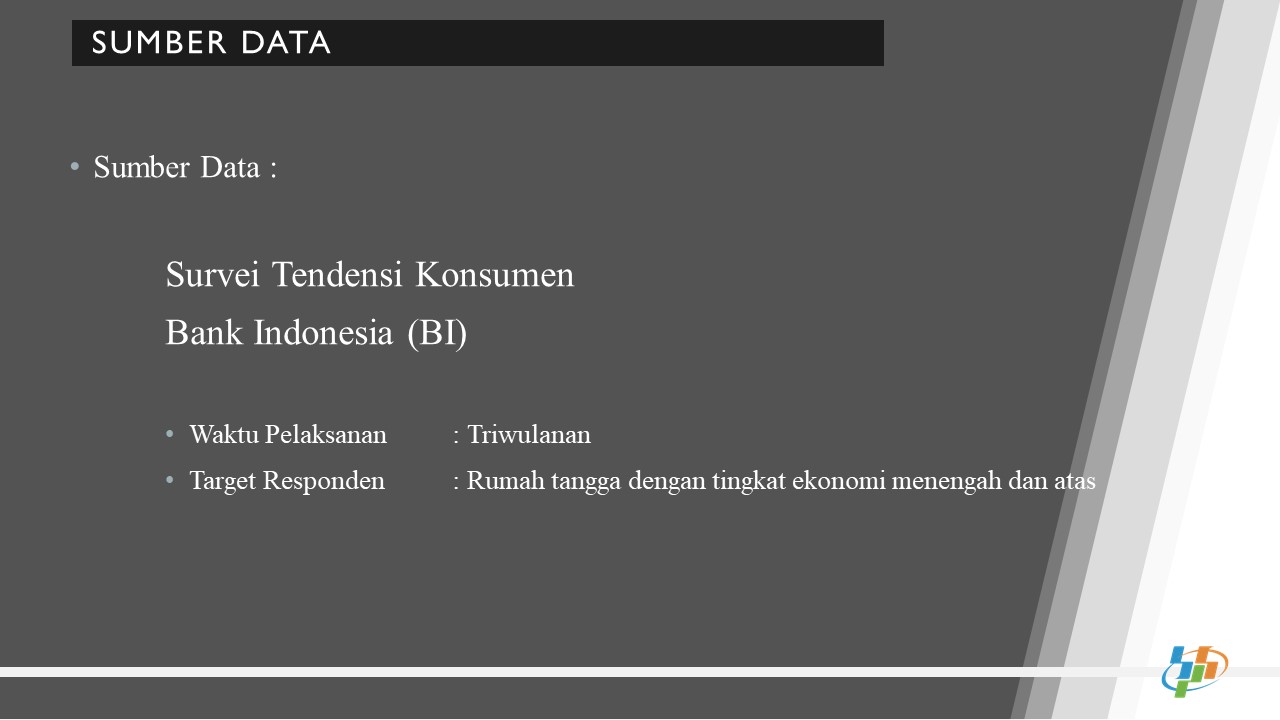 SUMBER DATA
• Sumber Data :
Survei Tendensi Konsumen
Bank Indonesia (BI)
• Waktu Pelaksanan : Triwulanan
• Target Responden : Rumah tangga dengan tingkat ekonomi menengah dan atas